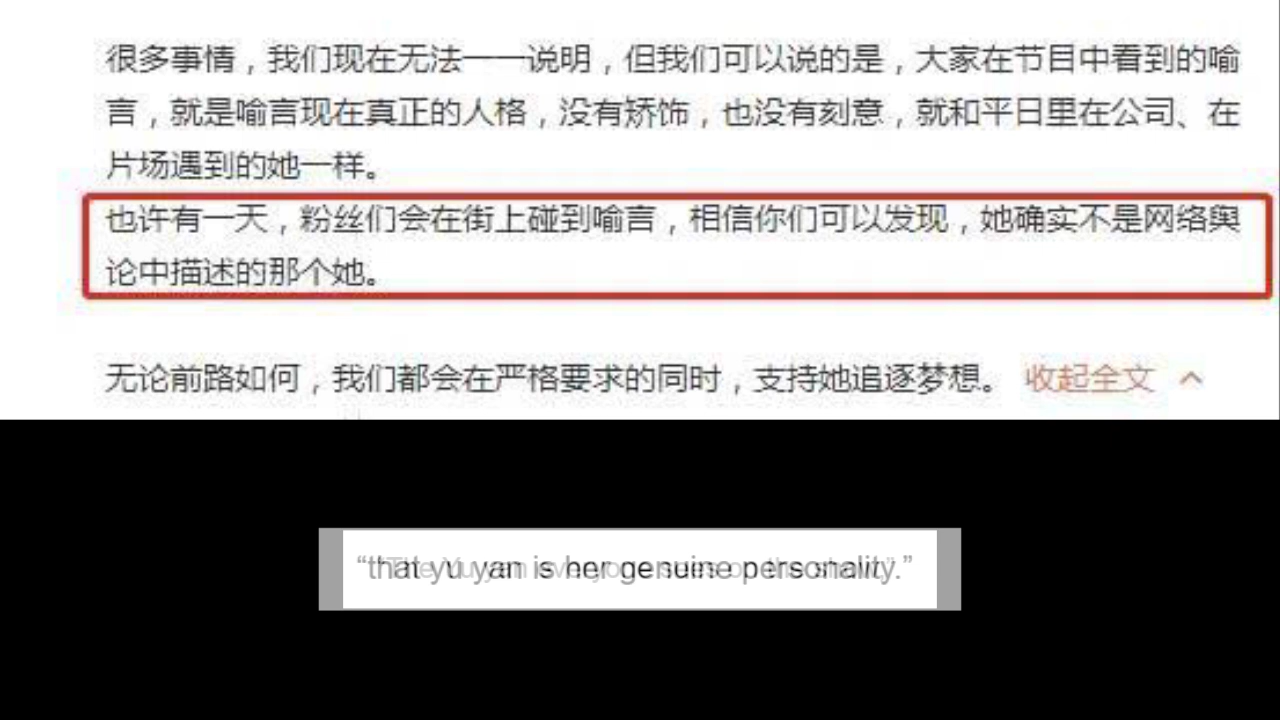 很多事情，我们现在无法一一说明，但我们可以说的是，大家在节目中看到的喻
言，就是喻言现在真正的人格，没有矫饰，也没有刻意，就和平日里在公司、在
片场遇到的她一样。
也许有一天，粉丝们会在街上碰到喻言，相信你们可以发现，她确实不是网络舆
论中描述的那个她。
无论前路如何，我们都会在严格要求的同时，支持她追逐梦想。 收起全文
“that yu yan is her genuine personality.”